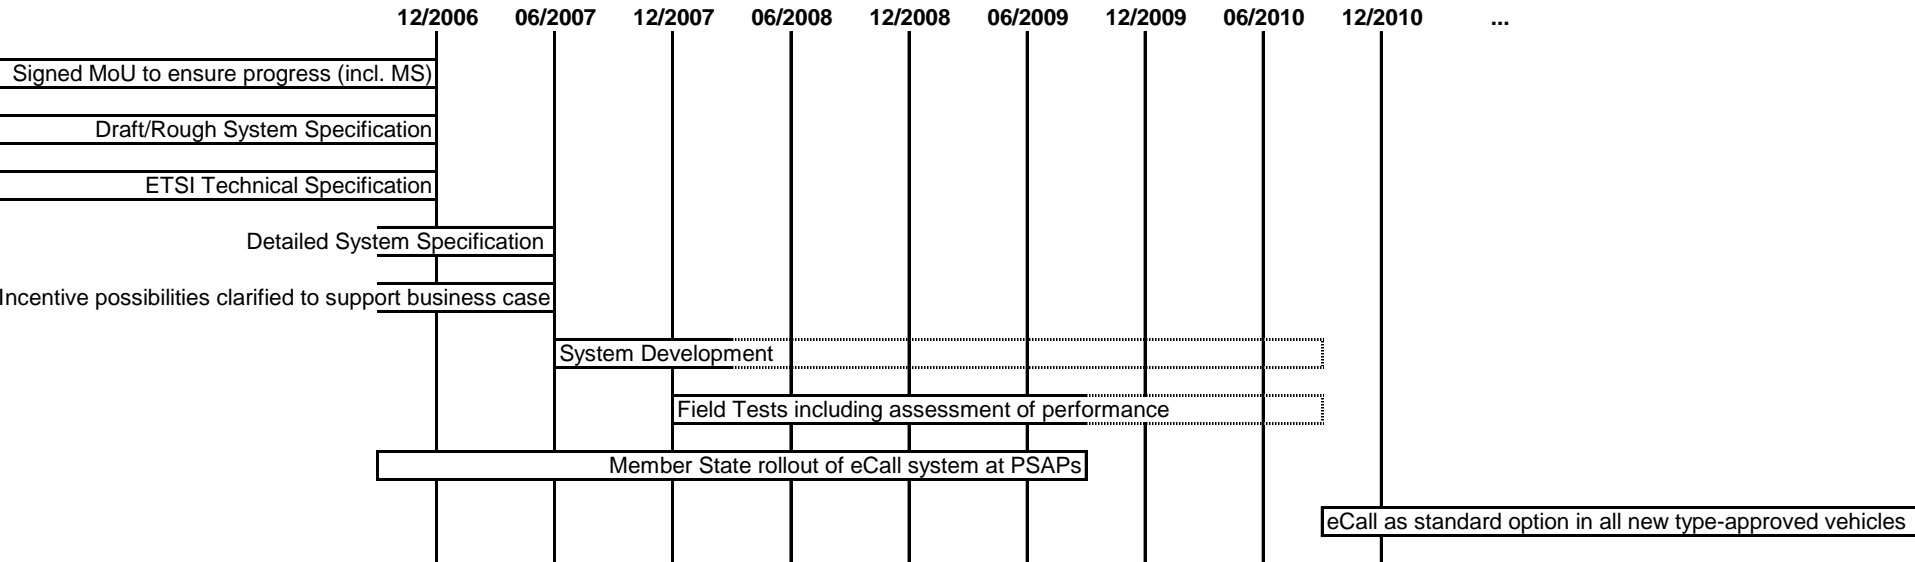 12/2006 06/2007 12/2007 06/2008 12/2008 06/2009 12/2009 06/2010 12/2010 ...
Signed MoU to ensure progress (incl. MS)
Draft/Rough System Specification
ETSI Technical Specification
Detailed System Specification
Incentive possibilities clarified to support business case
System Development
Field Tests including assessment of performance
Member State rollout of eCall system at PSAPs
eCall as standard option in all new type-approved vehicles